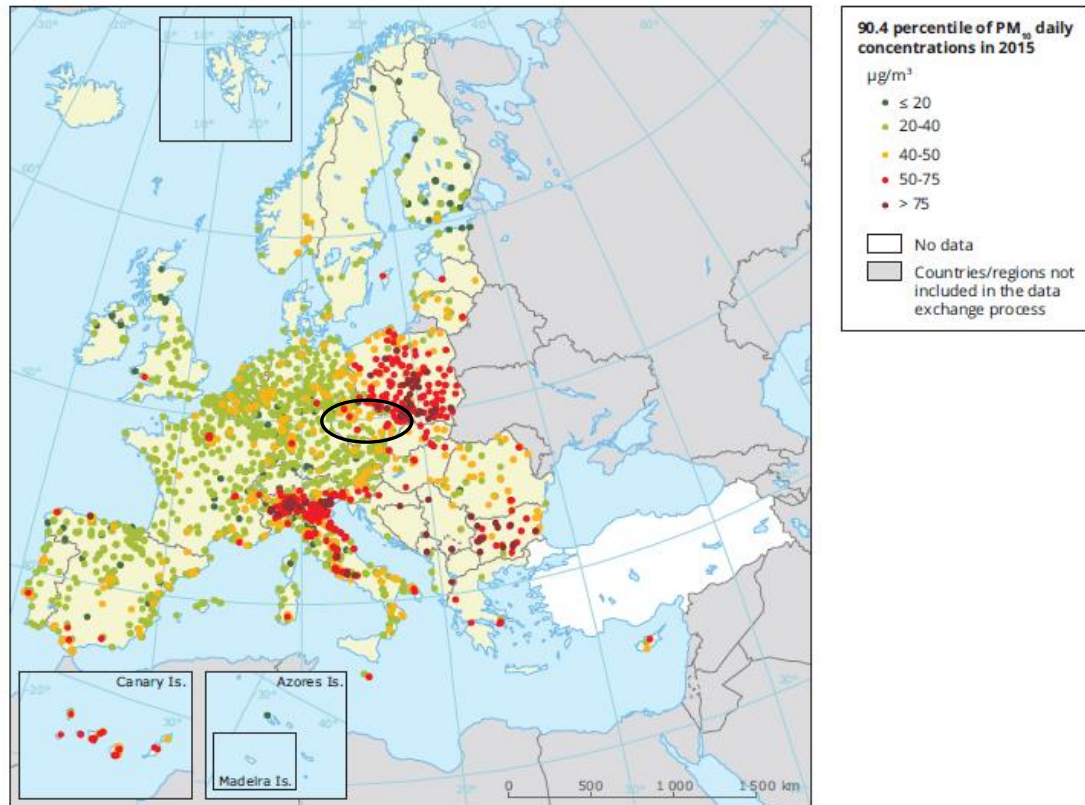 90.4 percentile of PM₁₀ daily
concentrations in 2015
µg/m³
≤ 20
20-40
40-50
50-75
> 75
No data
Countries/regions not
included in the data
exchange process
Canary Is.
Azores Is.
Madeira Is.
0 500 1 000 1 500 km